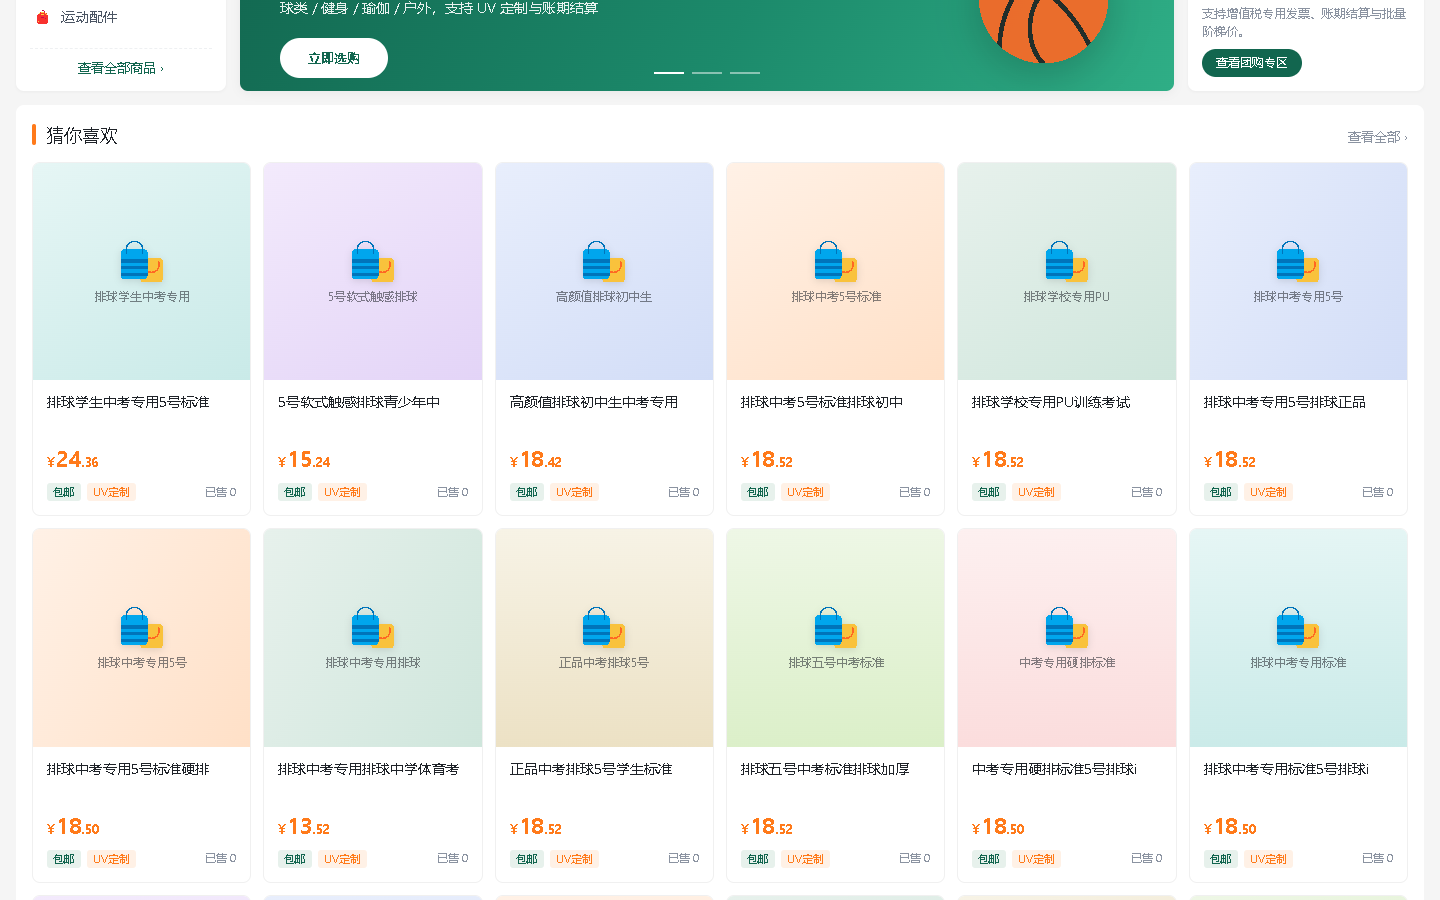 运动配件
查看全部商品 ›
球类 / 健身 / 瑜伽 / 户外，支持 UV 定制与账期结算
立即选购
支持增值税专用发票、账期结算与批量
阶梯价。
查看团购专区
猜你喜欢
查看全部 ›
排球学生中考专用
5号软式触感排球
高颜值排球初中生
排球中考5号标准
排球学校专用PU
排球中考专用5号
排球学生中考专用5号标准
5号软式触感排球青少年中
高颜值排球初中生中考专用
排球中考5号标准排球初中
排球学校专用PU训练考试
排球中考专用5号排球正品
¥24.36
¥15.24
¥18.42
¥18.52
¥18.52
¥18.52
包邮 UV定制 已售 0
包邮 UV定制 已售 0
包邮 UV定制 已售 0
包邮 UV定制 已售 0
包邮 UV定制 已售 0
包邮 UV定制 已售 0
排球中考专用5号
排球中考专用排球
正品中考排球5号
排球五号中考标准
中考专用硬排标准
排球中考专用标准
排球中考专用5号标准硬排
排球中考专用排球中学体育考
正品中考排球5号学生标准
排球五号中考标准排球加厚
中考专用硬排标准5号排球i
排球中考专用标准5号排球i
¥18.50
¥13.52
¥18.52
¥18.52
¥18.50
¥18.50
包邮 UV定制 已售 0
包邮 UV定制 已售 0
包邮 UV定制 已售 0
包邮 UV定制 已售 0
包邮 UV定制 已售 0
包邮 UV定制 已售 0